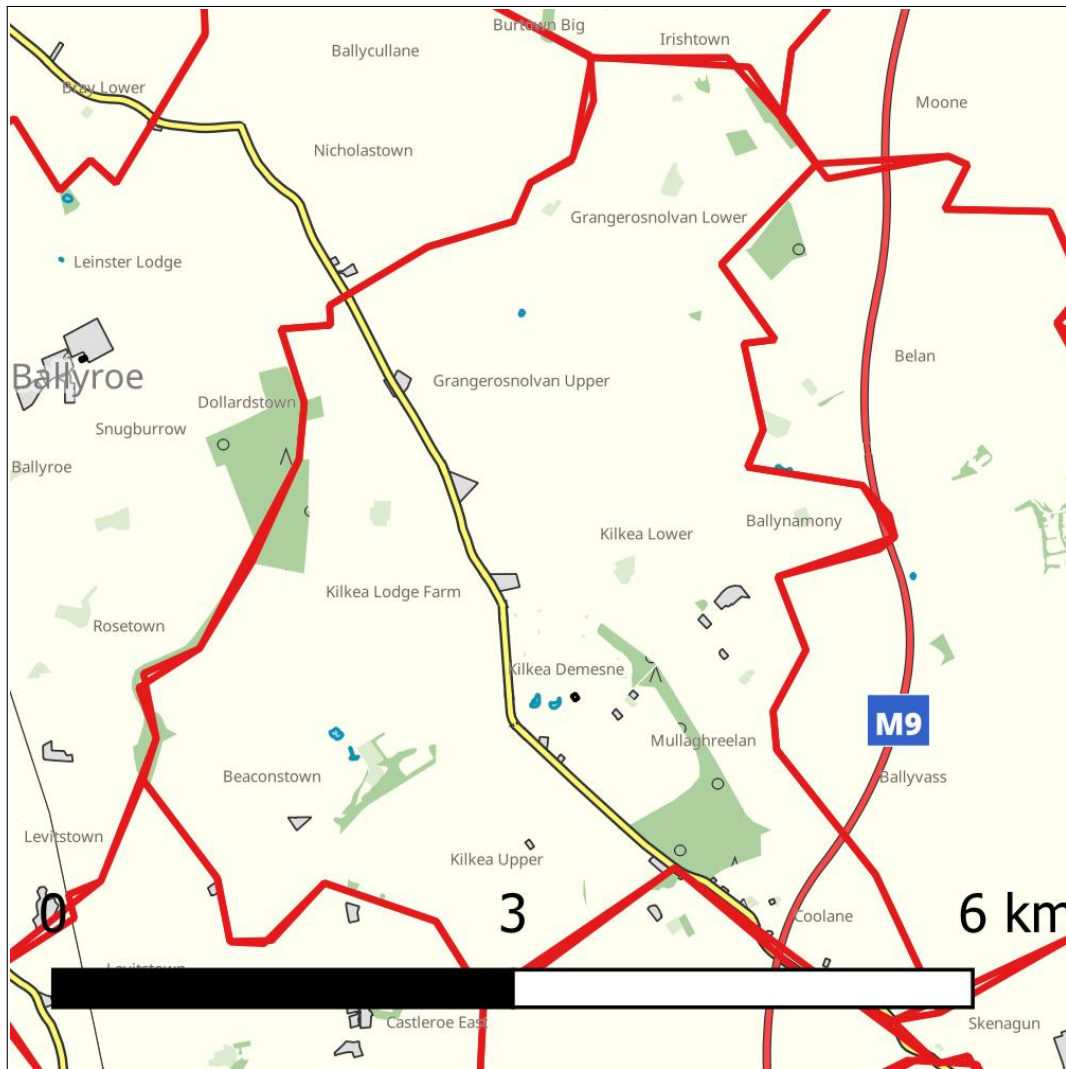 Burtown Big
Irishtown
Ballycullane
Bray Lower
Moone
Nicholastown
Grangerosnolvan Lower
Leinster Lodge
Belan
Ballyroe
Grangerosnolvan Upper
Dollardstown
Snugburrow
Ballyroe
Ballynamony
Kilkea Lower
Kilkea Lodge Farm
Rosetown
Kilkea Demesne
M9
Mullaghreelan
Beaconstown
Ballyvass
Levitstown
Kilkea Upper
Coolane
0 3 6 km
Levitstown
Castleroe East
Skenagun